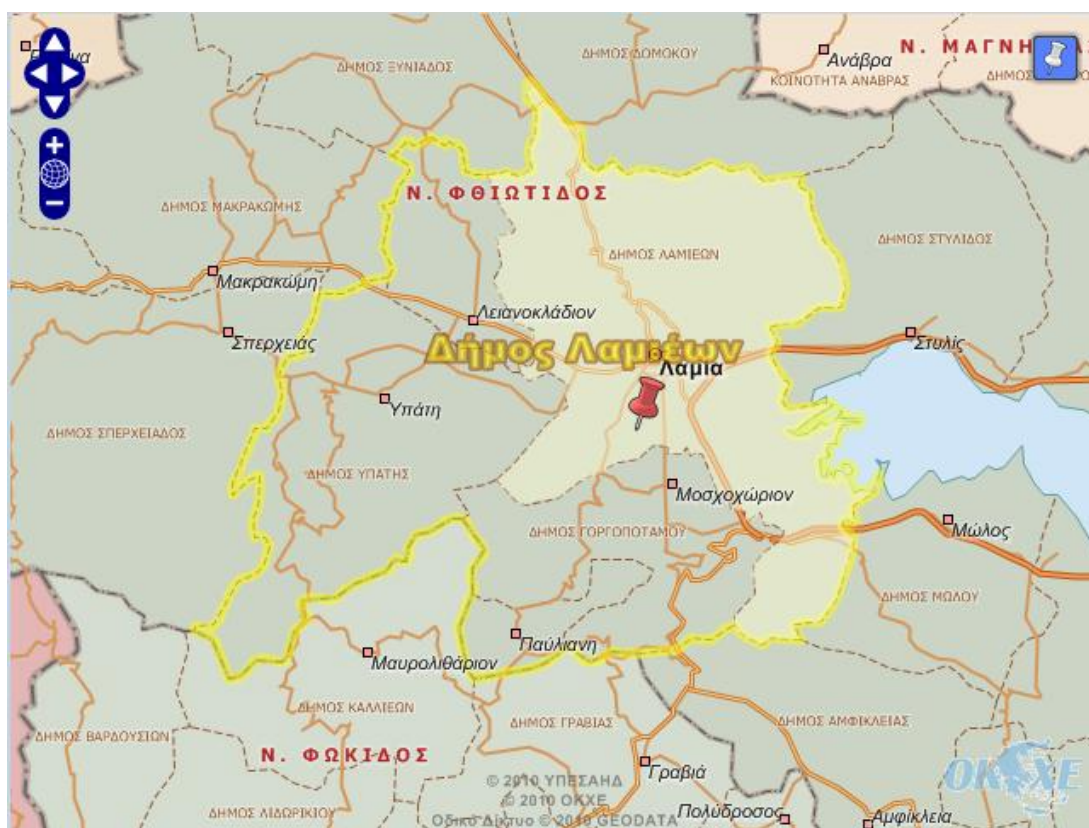 Ν. ΜΑΓΝΗ
Ανάβρα
ΔΗΜΟΣ ΔΟΜΟΚΟΥ
ΔΗΜΟΣ ΞΥΝΙΑΔΟΣ
ΚΟΙΝΟΤΗΤΑ ΑΝΑΒΡΑΣ
ΔΗΜΟΣ
Ν. ΦΘΙΩΤΙΔΟΣ
ΔΗΜΟΣ ΜΑΚΡΑΚΩΜΗΣ
ΔΗΜΟΣ ΣΤΥΛΙΔΟΣ
ΔΗΜΟΣ ΛΑΜΙΕΩΝ
Μακρακώμη
Λειανοκλάδιον
Σπερχειάς
Στυλίς
Δήμος Λαμιέων
Λαμία
Υπάτη
ΔΗΜΟΣ ΣΠΕΡΧΕΙΑΔΟΣ
ΔΗΜΟΣ ΥΠΑΤΗΣ
Μοσχοχώριον
ΔΗΜΟΣ ΓΟΡΓΟΠΟΤΑΜΟΥ
Μώλος
ΔΗΜΟΣ ΜΩΛΟΥ
Παύλιανη
Μαυρολιθάριον
ΔΗΜΟΣ ΚΑΛΛΙΕΩΝ
ΔΗΜΟΣ ΓΡΑΒΙΑΣ
ΔΗΜΟΣ ΑΜΦΙΚΛΕΙΑΣ
ΔΗΜΟΣ ΒΑΡΔΟΥΣΙΩΝ
Ν. ΦΩΚΙΔΟΣ
Γραβιά
© 2010 ΥΠΕΣΑΗΔ
© 2010 ΟΚΧΕ
ΟΚΧΕ
ΔΗΜΟΣ ΛΙΔΩΡΙΚΙΟΥ
Πολύδροσος
Αμφίκλεια
Οδικό Δίκτυο © 2010 GEODATA